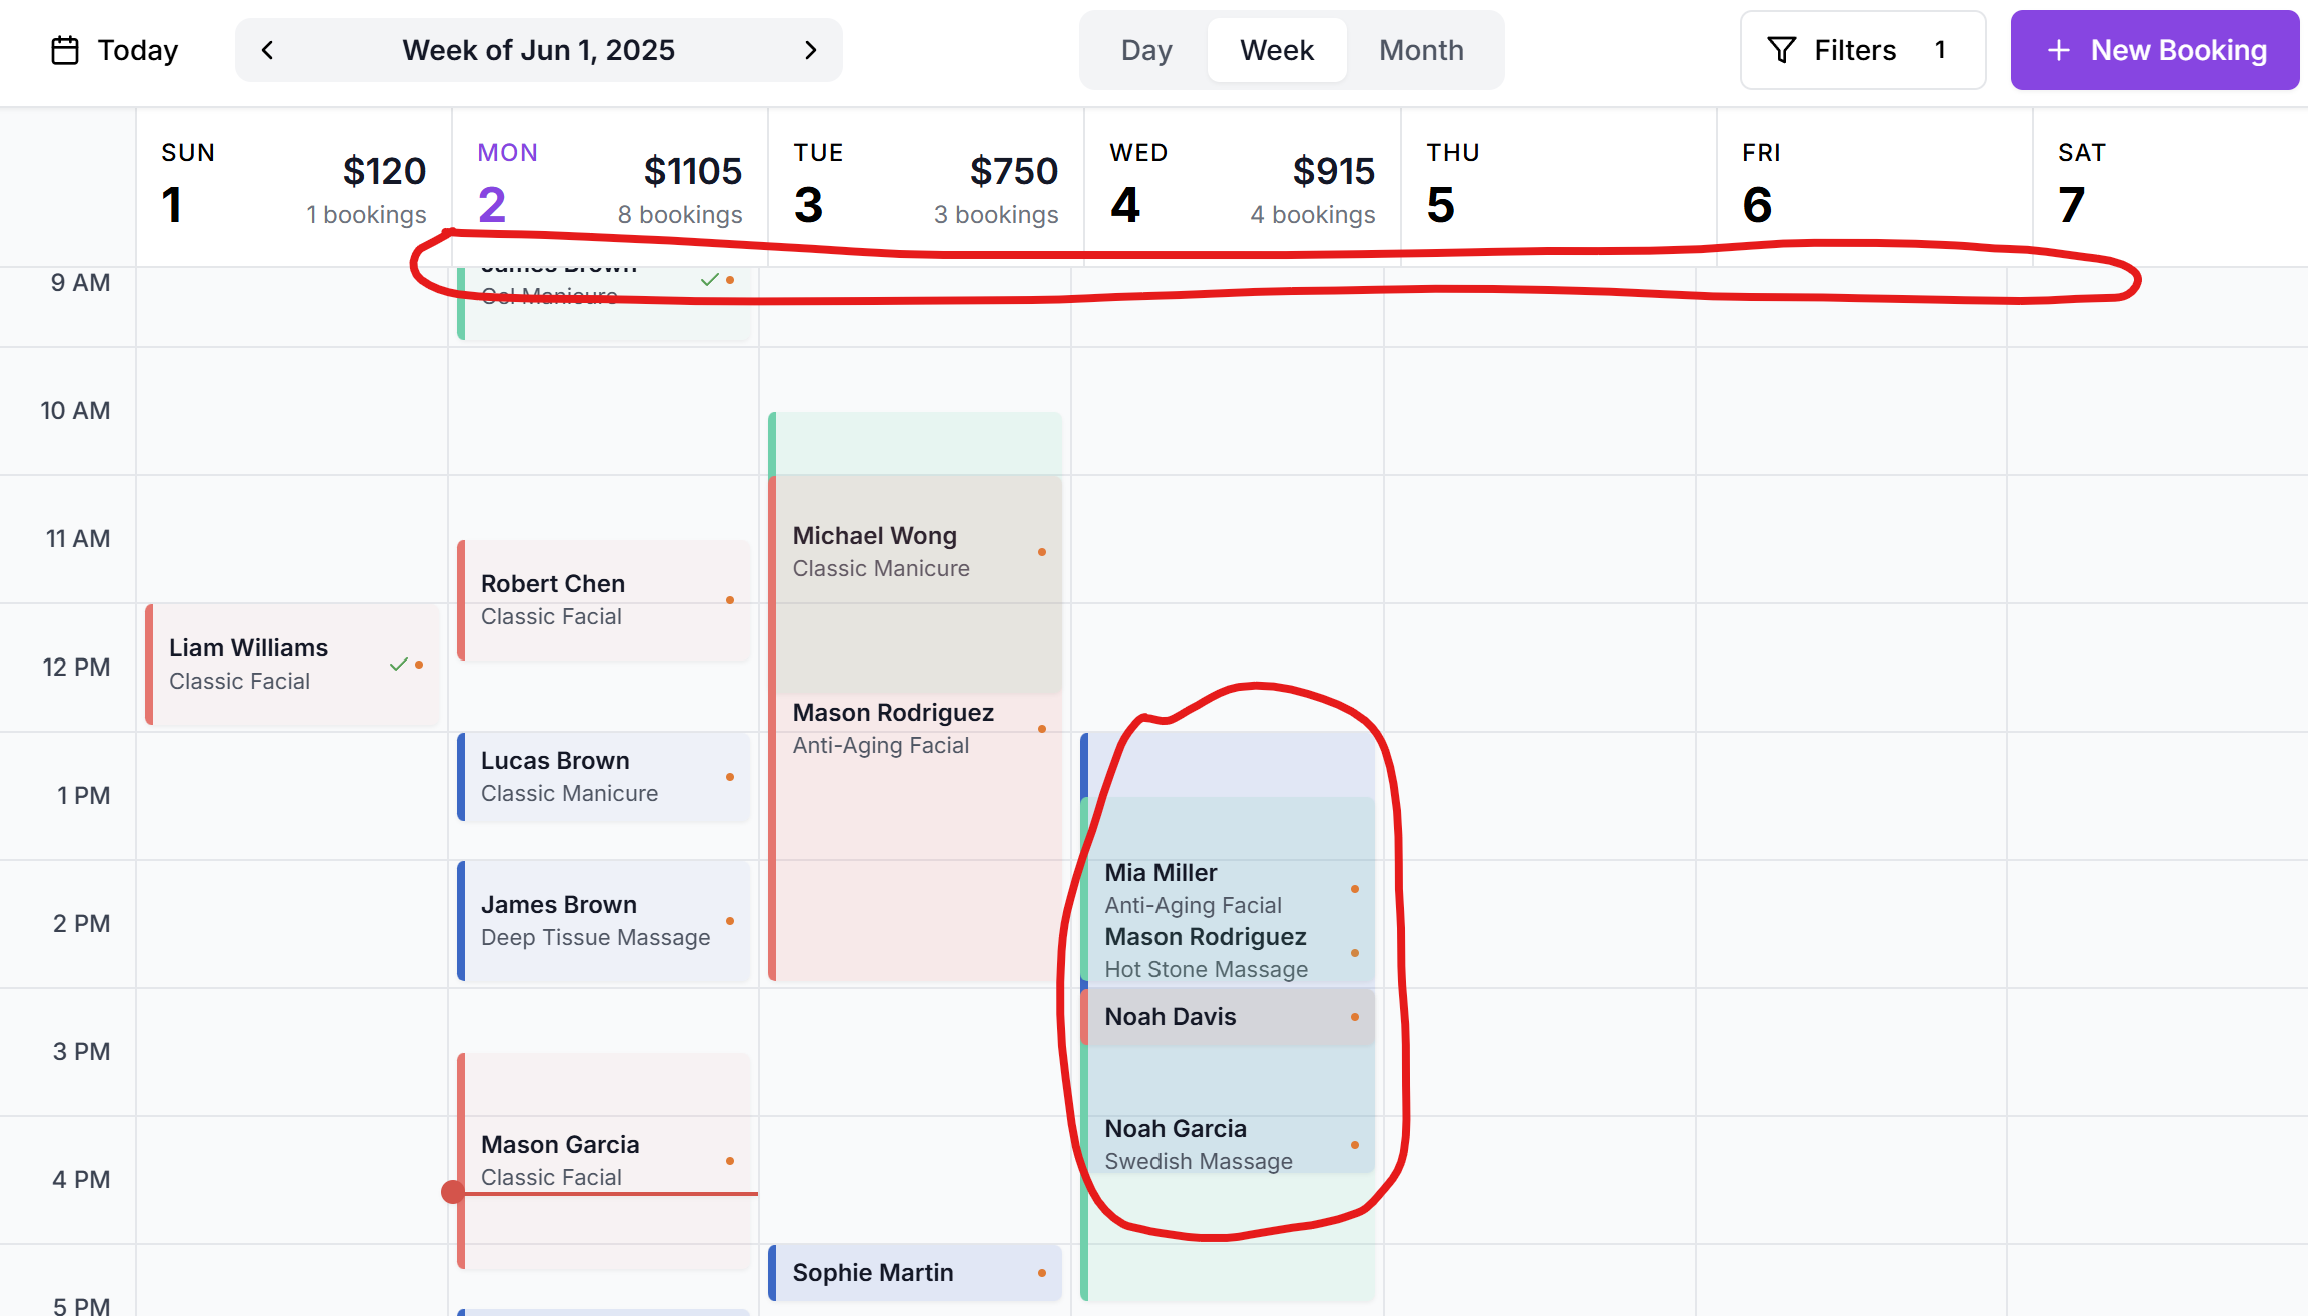 Today
Week of Jun 1, 2025
Day Week Month
Filters 1
+ New Booking
SUN
1
$120
1 bookings
MON
2
$1105
8 bookings
TUE
3
$750
3 bookings
WED
4
$915
4 bookings
THU
5
FRI
6
SAT
7
9 AM
10 AM
11 AM
12 PM
1 PM
2 PM
3 PM
4 PM
5 PM
Liam Williams
Classic Facial
James Brown
Gel Manicure
Robert Chen
Classic Facial
Lucas Brown
Classic Manicure
James Brown
Deep Tissue Massage
Mason Garcia
Classic Facial
Michael Wong
Classic Manicure
Mason Rodriguez
Anti-Aging Facial
Sophie Martin
Mia Miller
Anti-Aging Facial
Mason Rodriguez
Hot Stone Massage
Noah Davis
Noah Garcia
Swedish Massage